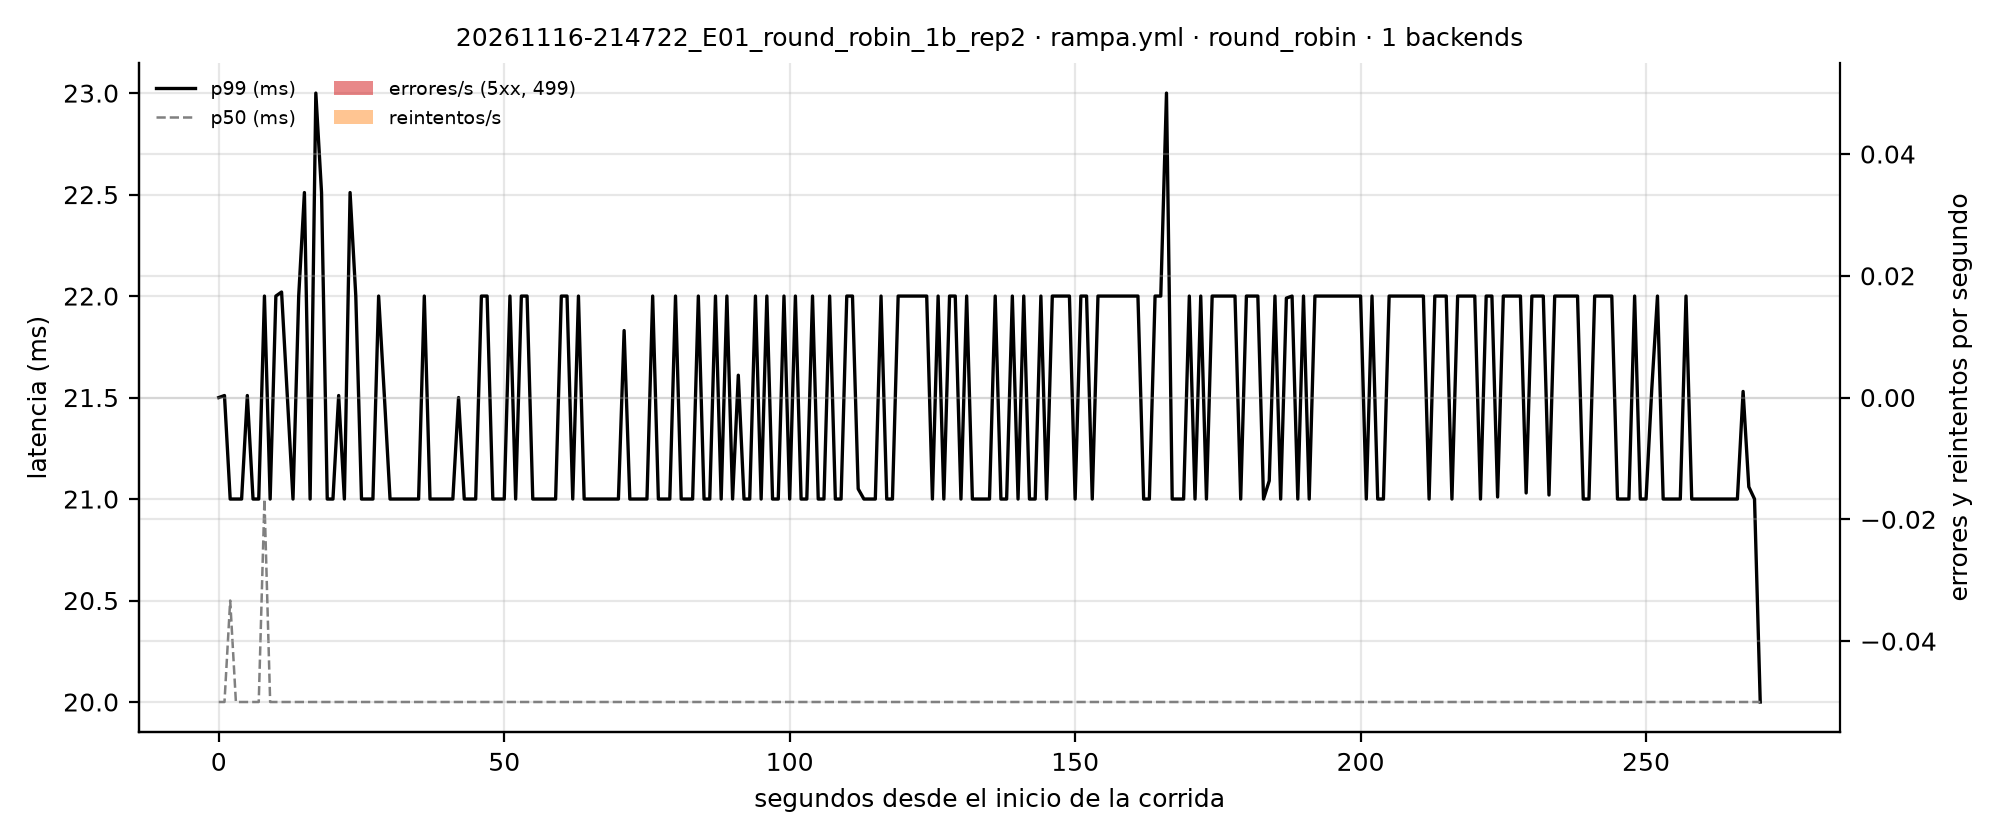 20261116-214722_E01_round_robin_1b_rep2 · rampa.yml · round_robin · 1 backends
p99 (ms)
p50 (ms)
errores/s (5xx, 499)
reintentos/s
latencia (ms)
23.0
22.5
22.0
21.5
21.0
20.5
20.0
0.04
0.02
0.00
−0.02
−0.04
errores y reintentos por segundo
0 50 100 150 200 250
segundos desde el inicio de la corrida